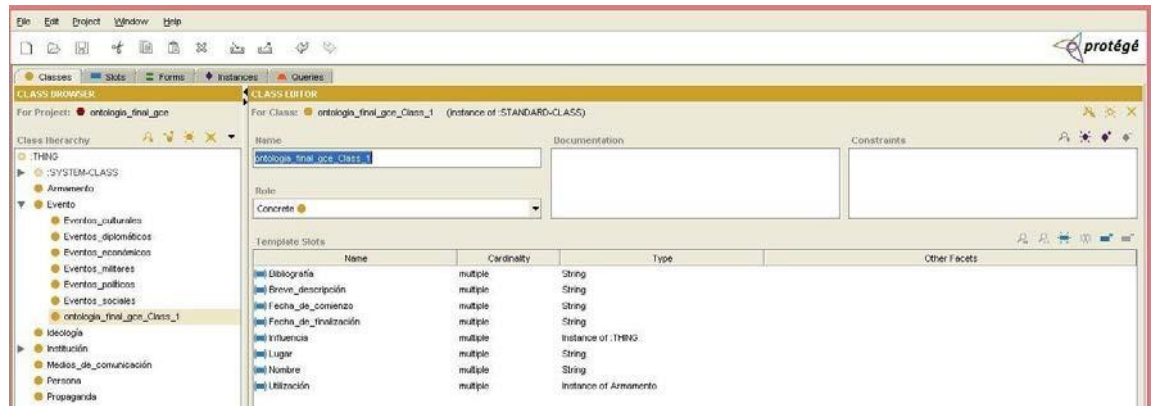 File Edit Project Window Help
protégé
Classes Slots Forms Instances Queries
CLASS BROWSER
For Project: ontologia_final_gce
Class Hierarchy
:THING
:SYSTEM-CLASS
Armamento
Evento
Eventos_culturales
Eventos_diplomáticos
Eventos_económicos
Eventos_militares
Eventos_políticos
Eventos_sociales
ontologia_final_gce_Class_1
Ideología
Institución
Medios_de_comunicación
Persona
Propaganda
CLASS EDITOR
For Class: ontologia_final_gce_Class_1 (instance of :STANDARD-CLASS)
Name Documentation Constraints
ontologia_final_gce_Class_1
Role
Concrete
Template Slots
Name Cardinality Type Other Facets
Bibliografía multiple String
Breve_descripción multiple String
Fecha_de_comienzo multiple String
Fecha_de_finalización multiple String
Influencia multiple Instance of :THING
Lugar multiple String
Nombre multiple String
Utilización multiple Instance of Armamento